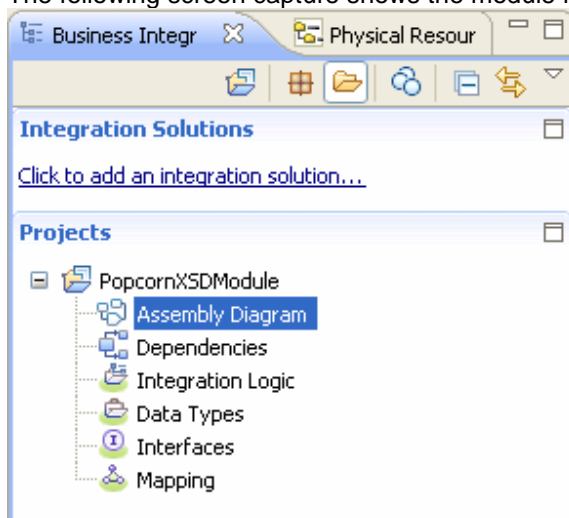 The following screen capture shows the module
Business Integr Physical Resour
Integration Solutions
Click to add an integration solution...
Projects
PopcornXSDModule
Assembly Diagram
Dependencies
Integration Logic
Data Types
Interfaces
Mapping